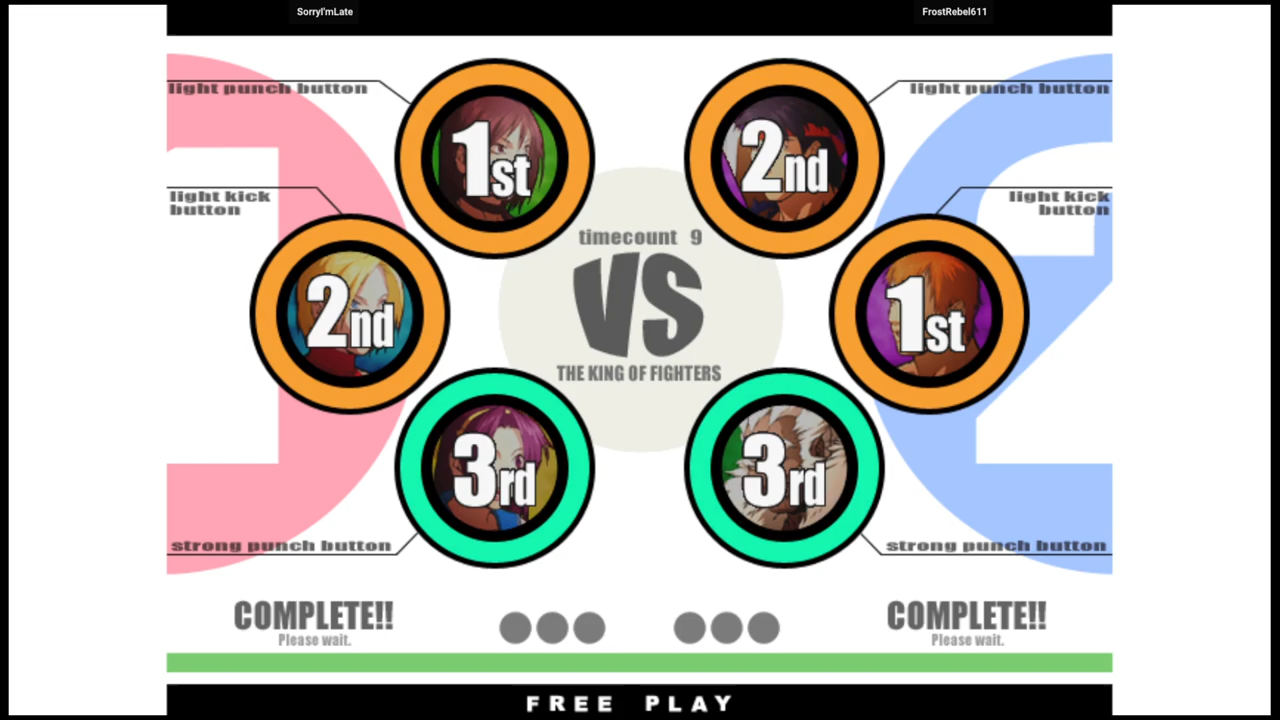 SorryI'mLate
FrostRebel611
light punch button
light punch button
1st
2nd
light kick
button
light kick
button
timecount 9
VS
THE KING OF FIGHTERS
2nd
1st
3rd
3rd
strong punch button
strong punch button
COMPLETE!!
Please wait.
COMPLETE!!
Please wait.
FREE PLAY